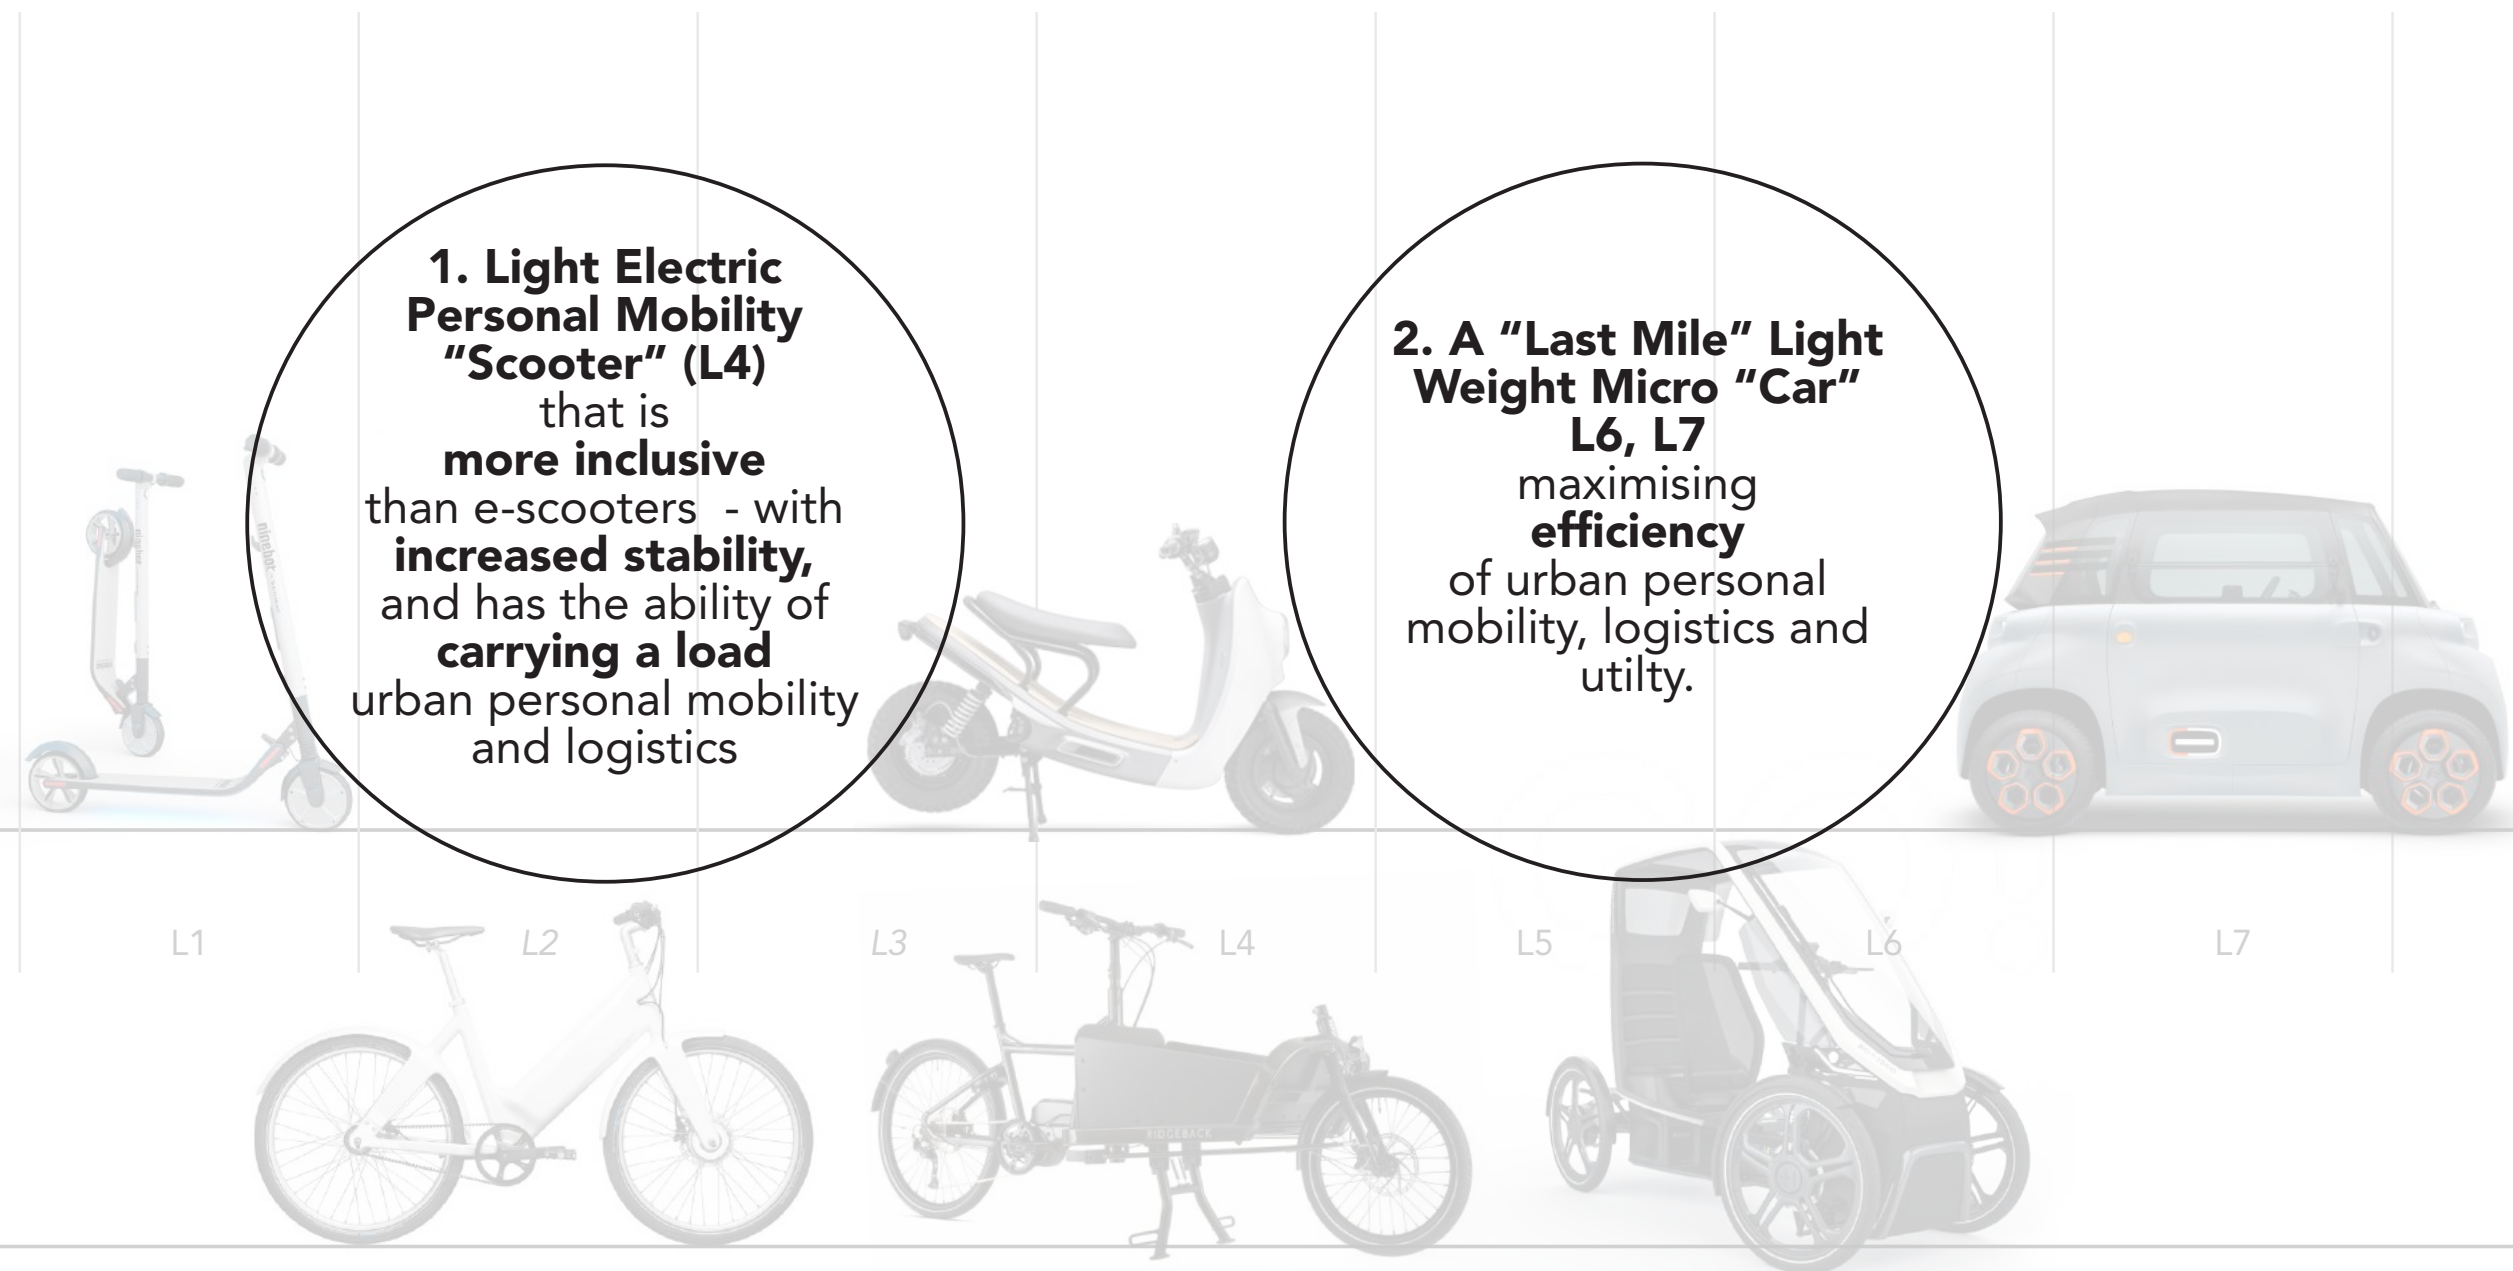 1. Light Electric
Personal Mobility
“Scooter” (L4)
that is
more inclusive
than e-scooters  - with
increased stability,
and has the ability of
carrying a load
urban personal mobility
and logistics
2. A “Last Mile” Light
Weight Micro “Car”
L6, L7
maximising
efficiency
of urban personal
mobility, logistics and
utilty.
ninebot
L1
L2
L3
L4
L5
L6
L7
RIDGEBACK